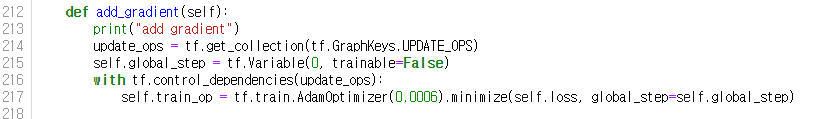 212 def add_gradient(self):
213 print("add gradient")
214 update_ops = tf.get_collection(tf.GraphKeys.UPDATE_OPS)
215 self.global_step = tf.Variable(0, trainable=False)
216 with tf.control_dependencies(update_ops):
217 self.train_op = tf.train.AdamOptimizer(0.0006).minimize(self.loss, global_step=self.global_step)
218